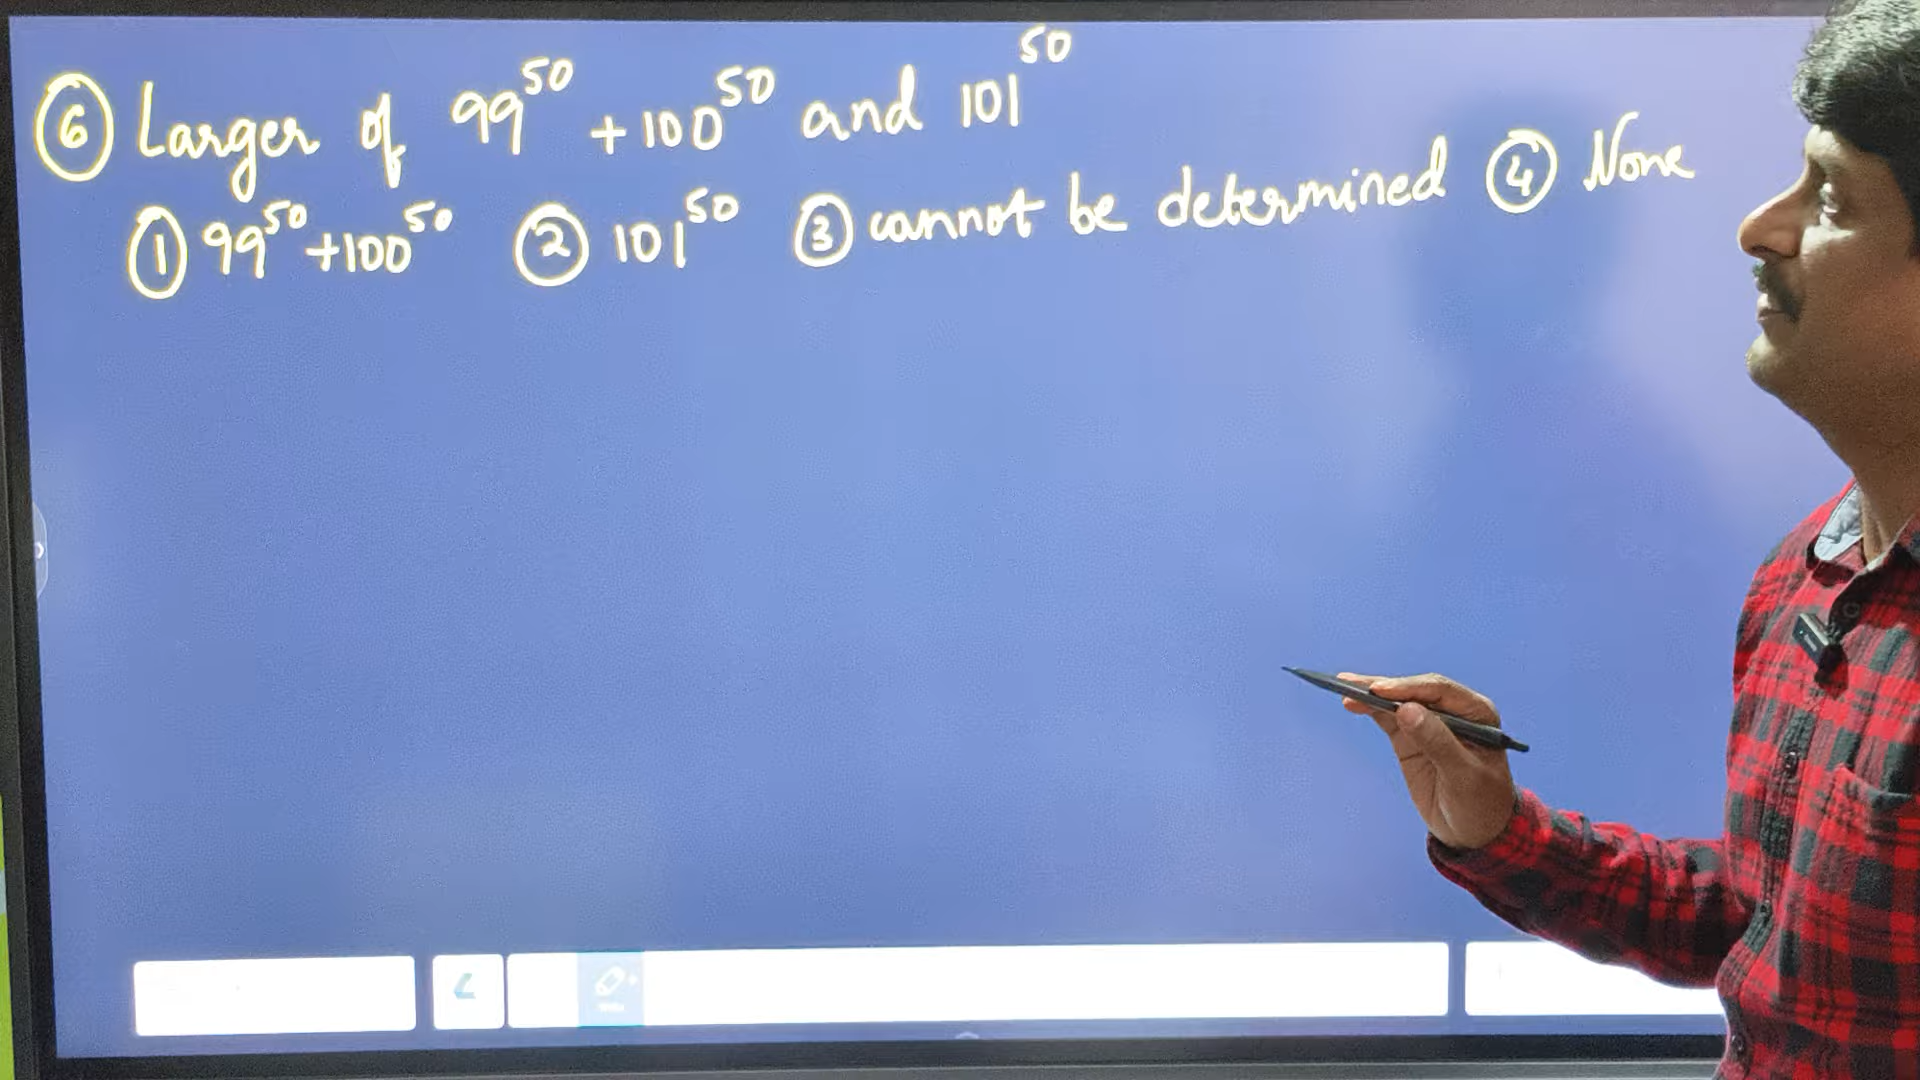 ⑥ Larger of 99^50 + 100^50 and 101^50
① 99^50 + 100^50 ② 101^50 ③ cannot be determined ④ None